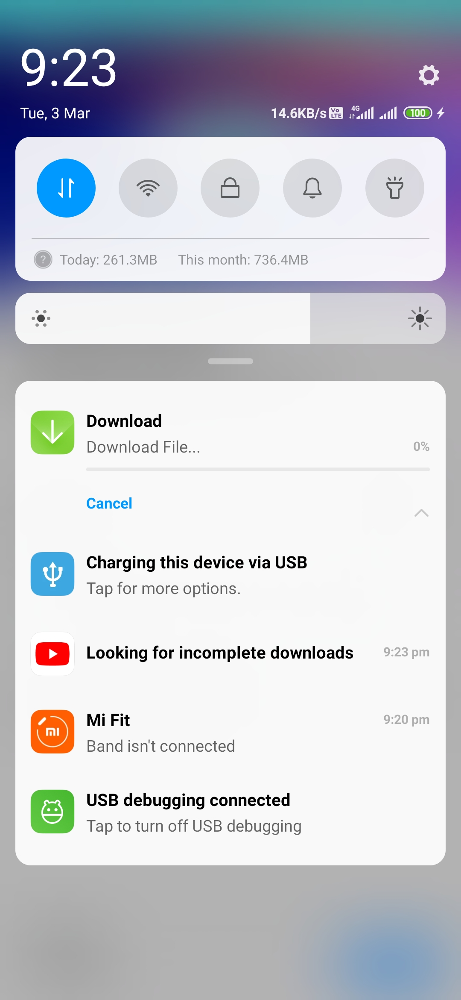 9:23
Tue, 3 Mar
14.6KB/s Vo LTE 4G 100
? Today: 261.3MB This month: 736.4MB
Download
Download File... 0%
Cancel
Charging this device via USB
Tap for more options.
Looking for incomplete downloads 9:23 pm
Mi Fit 9:20 pm
mi
Band isn't connected
USB debugging connected
Tap to turn off USB debugging